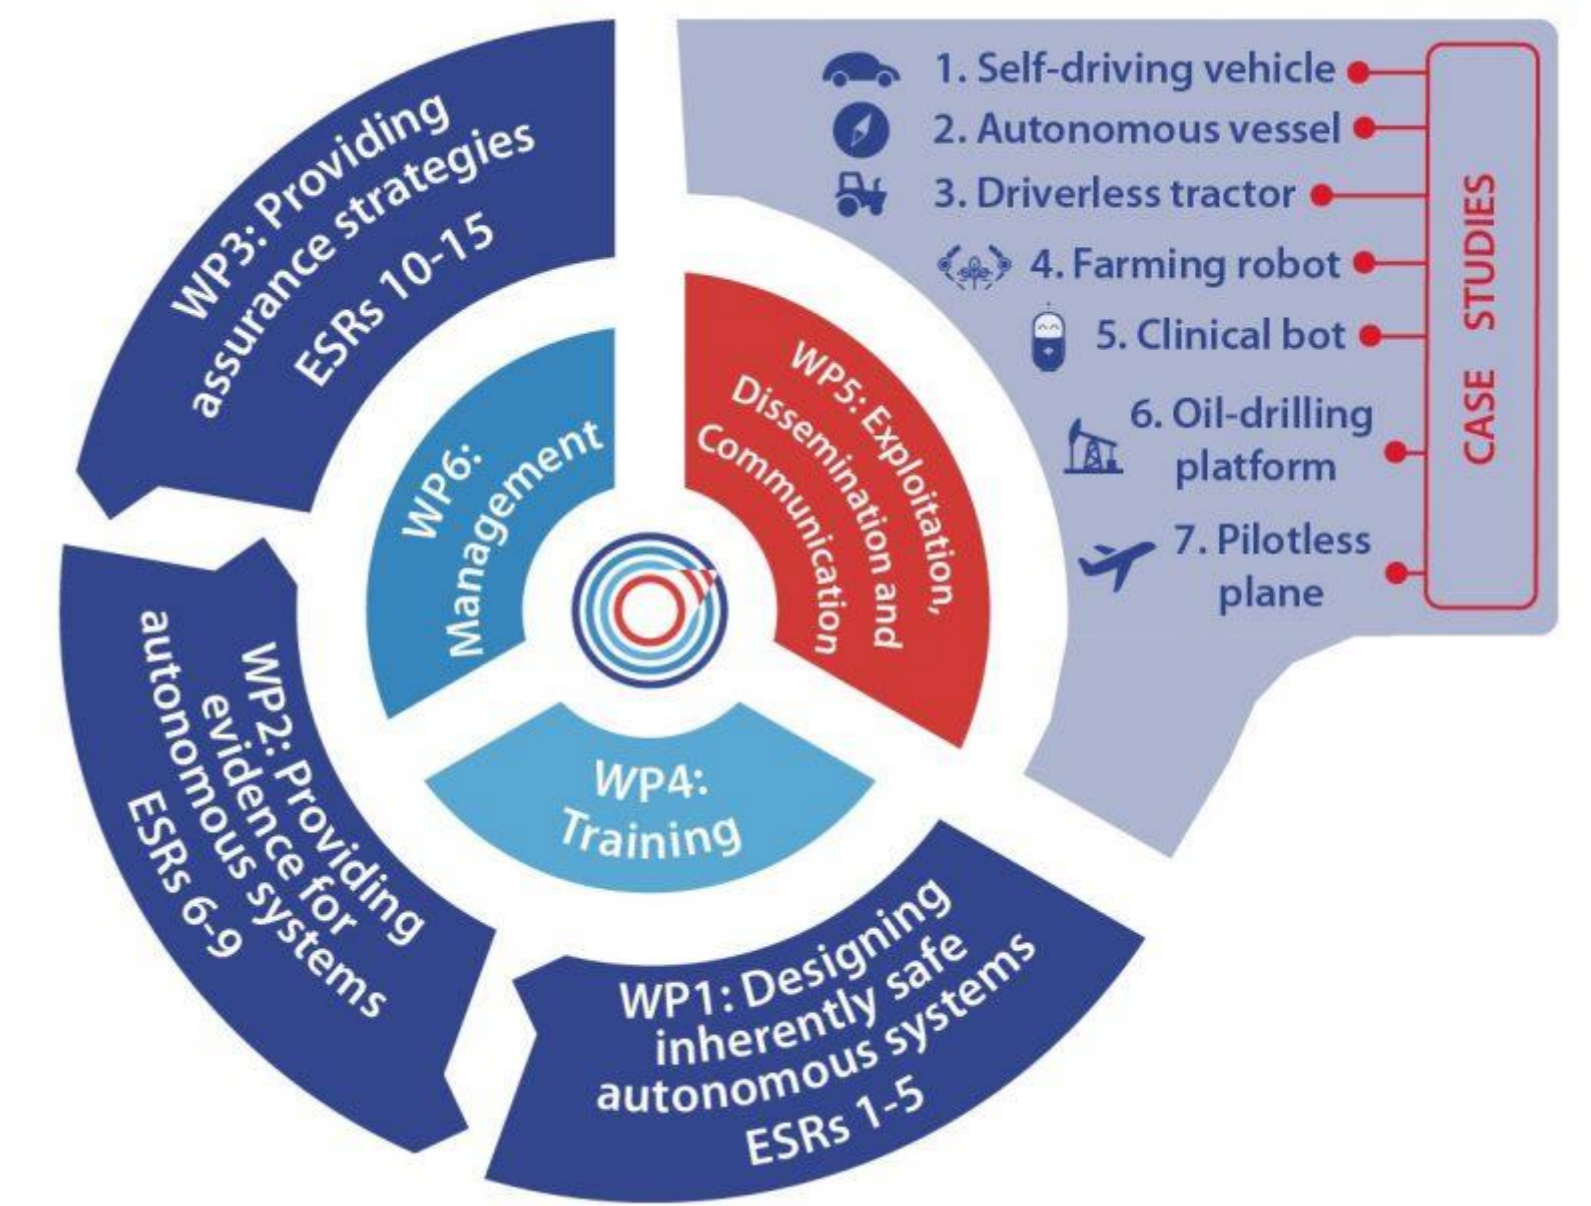 WP3: Providing
assurance strategies
ESRs 10-15
1. Self-driving vehicle
2. Autonomous vessel
3. Driverless tractor
4. Farming robot
5. Clinical bot
6. Oil-drilling
platform
7. Pilotless
plane
CASE STUDIES
WP6:
Management
WP5: Exploitation,
Dissemination and
Communication
WP4:
Training
WP2: Providing
evidence for
autonomous systems
ESRs 6-9
WP1: Designing
inherently safe
autonomous systems
ESRs 1-5